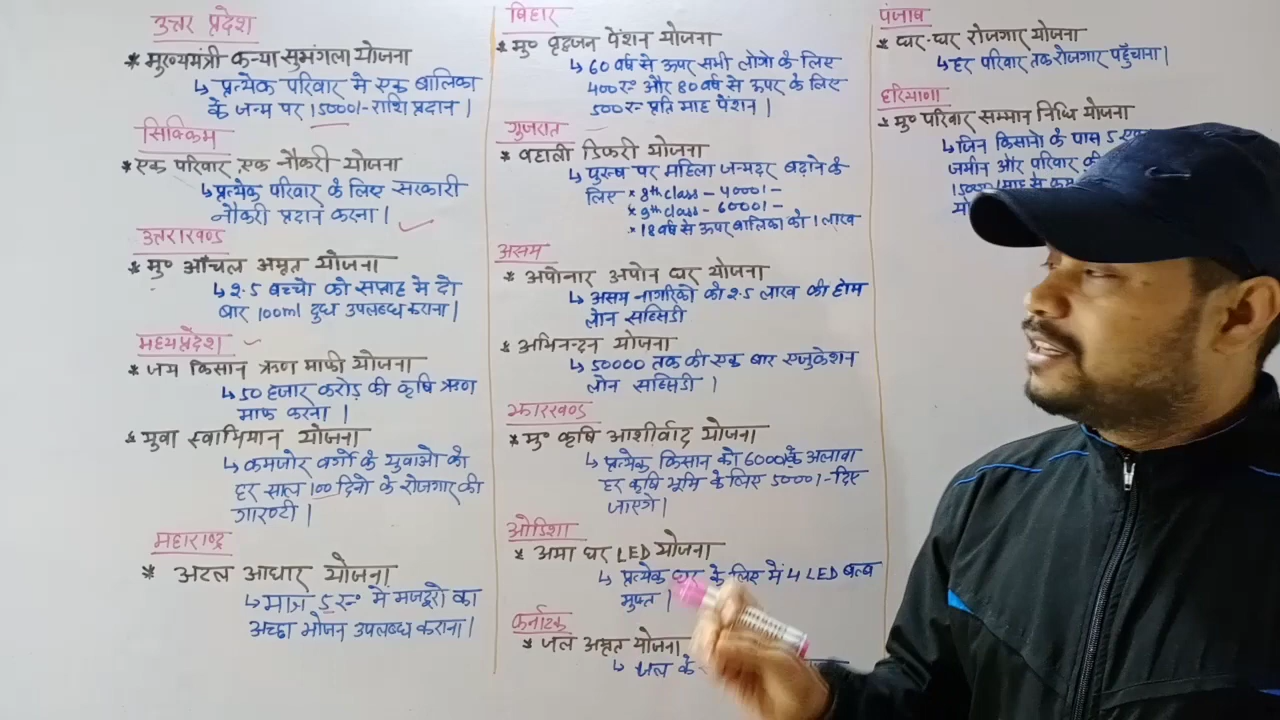 उत्तर प्रदेश
* मुख्यमंत्री कन्या सुमंगला योजना
↳ प्रत्येक परिवार मे एक बालिका
के जन्म पर 15000/- राशि प्रदान |
सिक्किम
* एक परिवार एक नौकरी योजना
↳ प्रत्येक परिवार के लिए सरकारी
नौकरी प्रदान करना |
उत्तराखण्ड
* मु० आँचल अमृत योजना
↳ 2.5 बच्चो को सप्ताह मे दो
बार 100ml दुध उपलब्ध कराना |
मध्यप्रदेश
* जय किसान ऋण माफी योजना
↳ 50 हजार करोड़ की कृषि ऋण
माफ करना |
* युवा स्वाभिमान योजना
↳ कमजोर वर्गो के युवाओ को
हर साल 100 दिनो के रोजगार की
गारण्टी |
महाराष्ट्र
* अटल आधार योजना
↳ मात्र 5 रु० में मजदूरो का
अच्छा भोजन उपलब्ध कराना |
बिहार
* मु० वृद्धजन पेंशन योजना
↳ 60 वर्ष से ऊपर सभी लोगो के लिए
400 रु० और 80 वर्ष से ऊपर के लिए
500 रु० प्रति माह पेंशन |
गुजरात
* वहाली डिकरी योजना
↳ पुरुष पर महिला जन्मदर बढ़ाने के
लिए * 8th class - 4000/-
* 9th class - 6000/-
* 18 वर्ष से ऊपर बालिका को 1 लाख
असम
* अपोनार अपोन घर योजना
↳ असम नागरिको को 2.5 लाख की होम
लोन सब्सिडी
* अभिनन्दन योजना
↳ 50000 तक की एक बार एजुकेशन
लोन सब्सिडी |
झारखण्ड
* मु० कृषि आशीर्वाद योजना
↳ प्रत्येक किसान को 6000 के अलावा
हर कृषि भूमि के लिए 5000/- दिए
जाएगे |
ओडिशा
* अमा घर LED योजना
↳ प्रत्येक घर के लिए में 4 LED बल्ब
मुफ्त |
कर्नाटक
* जल अमृत योजना
↳ जल के
पंजाब
* घर-घर रोजगार योजना
↳ हर परिवार तक रोजगार पहुँचाना |
हरियाणा
* मु० परिवार सम्मान निधि योजना
↳ जिन किसानो के पास 5
जमीन और परिवार की
15000/ माह से कम